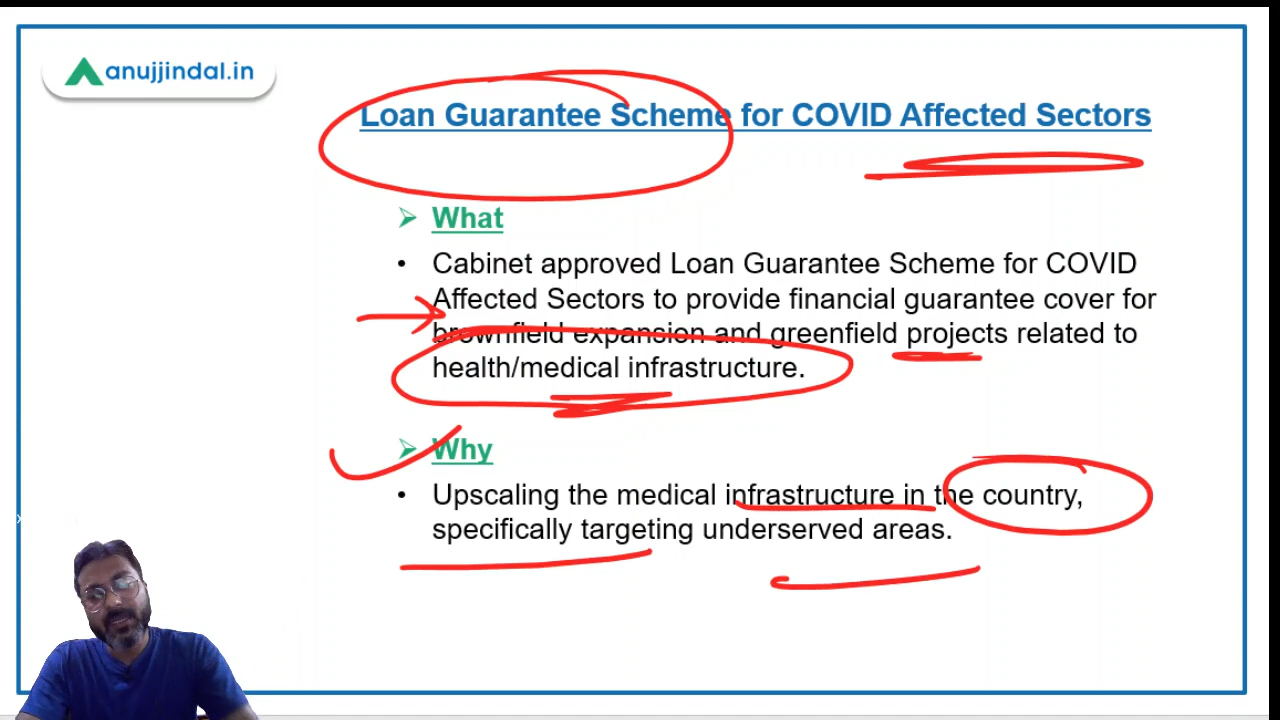 anujjindal.in
Loan Guarantee Scheme for COVID Affected Sectors
What
Cabinet approved Loan Guarantee Scheme for COVID
Affected Sectors to provide financial guarantee cover for
brownfield expansion and greenfield projects related to
health/medical infrastructure.
Why
Upscaling the medical infrastructure in the country,
specifically targeting underserved areas.